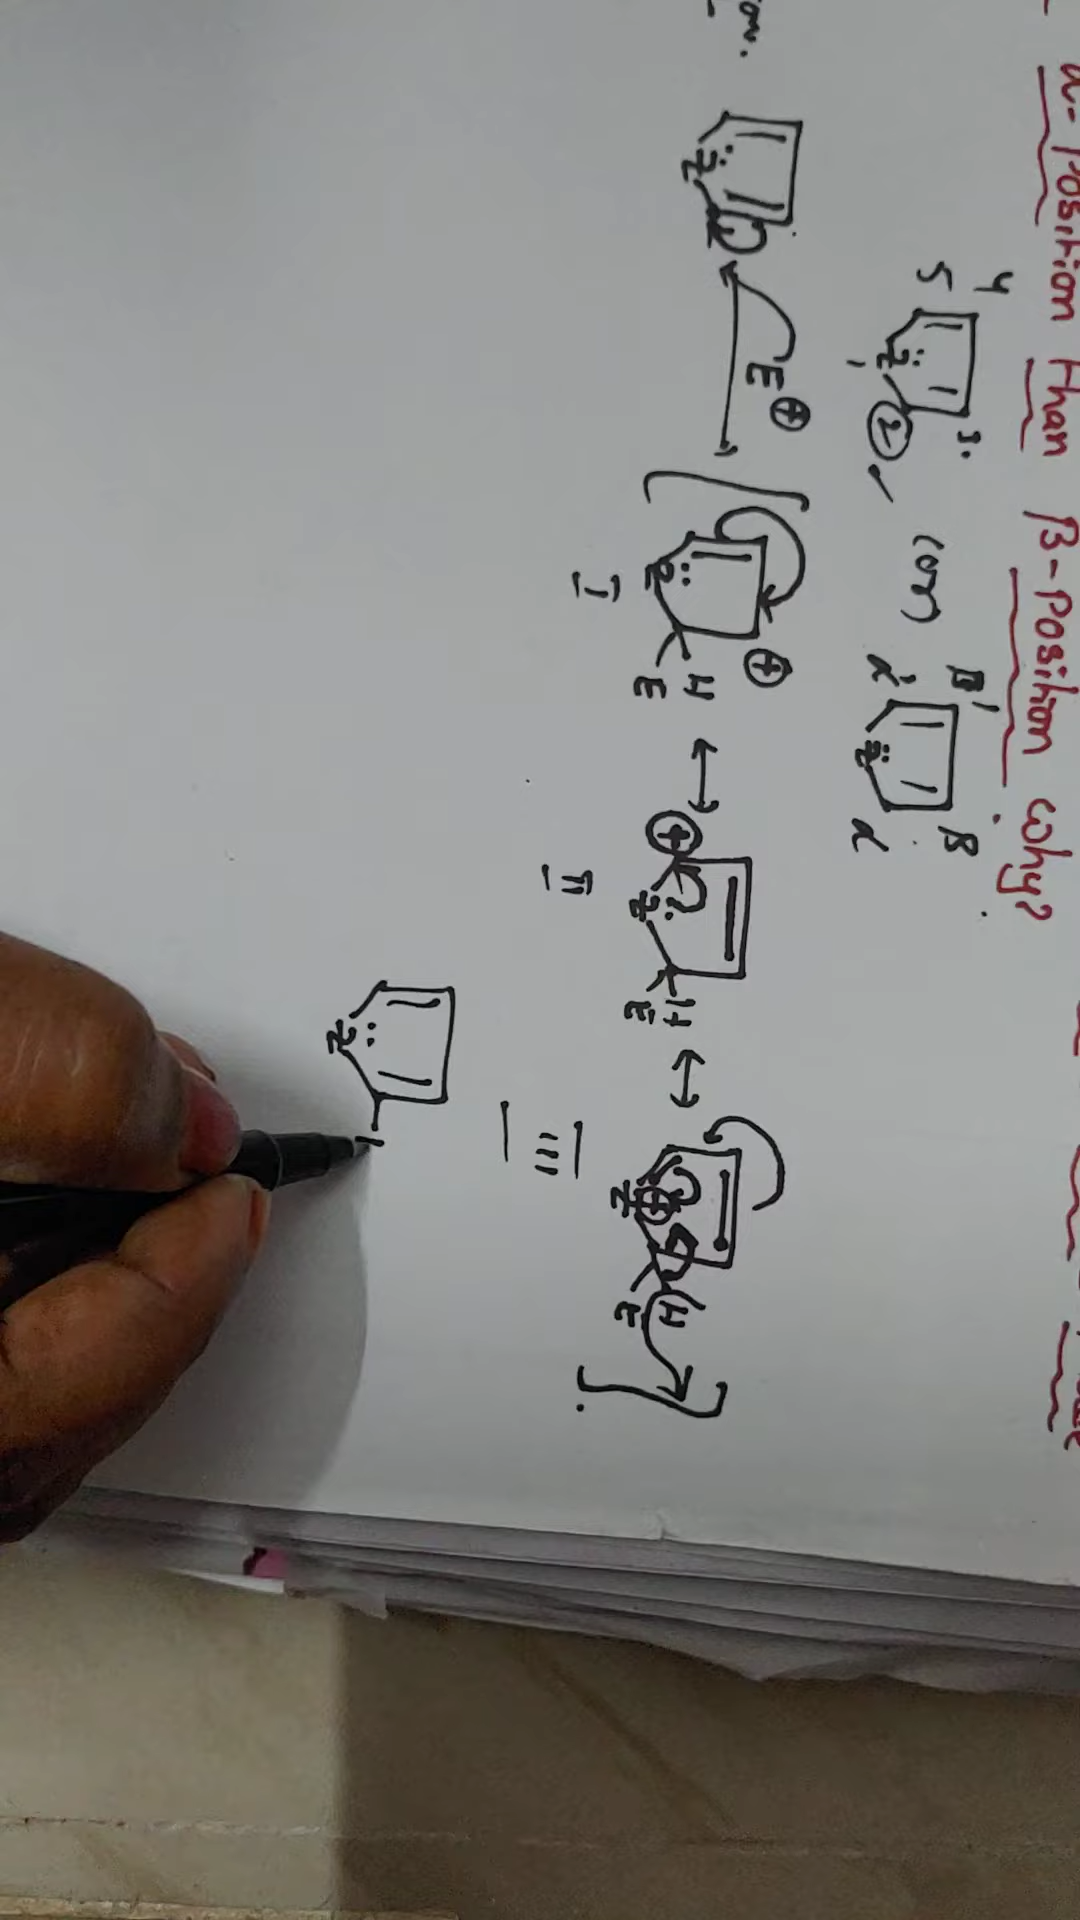 α-Position than β-Position why?
4 3.
5 N̈ 2
1
(or)
β' β
α' N̈ α
E⊕
N̈
[ N̈ H E ⊕ ↔ ⊕ N̈ H E ↔ N ⊕ H E ].
I II III
N̈